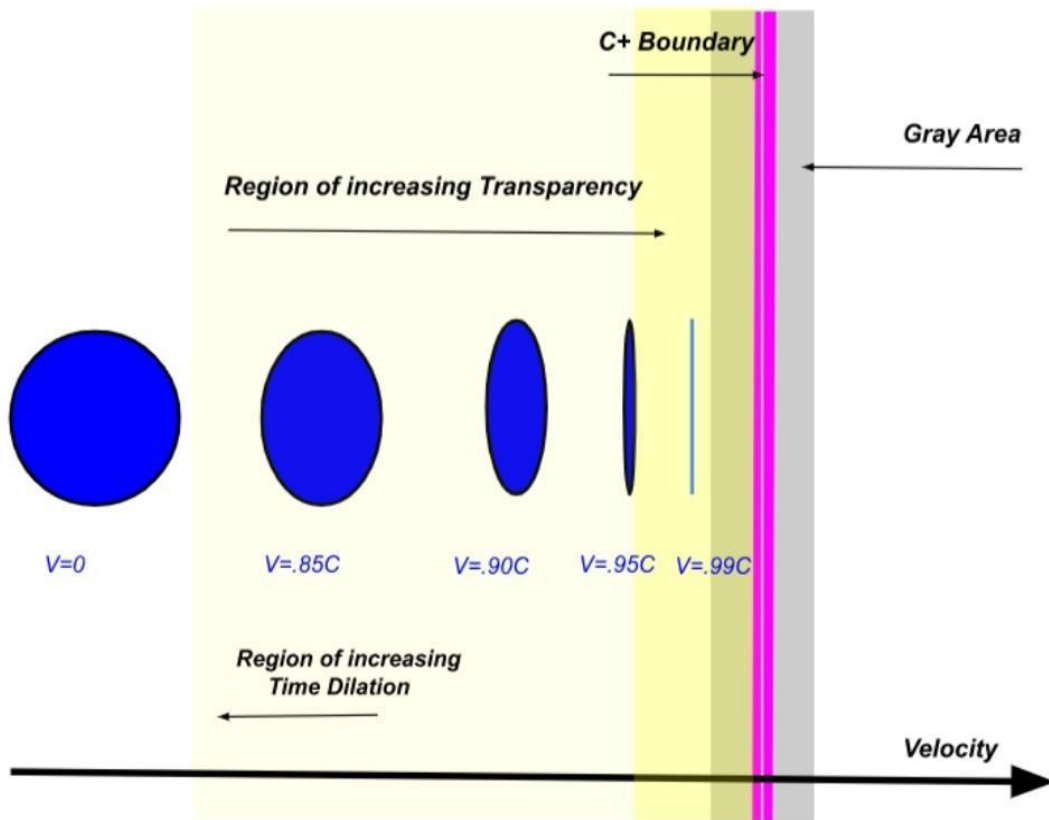 C+ Boundary
Gray Area
Region of increasing Transparency
V=0
V=.85C
V=.90C
V=.95C
V=.99C
Region of increasing
Time Dilation
Velocity